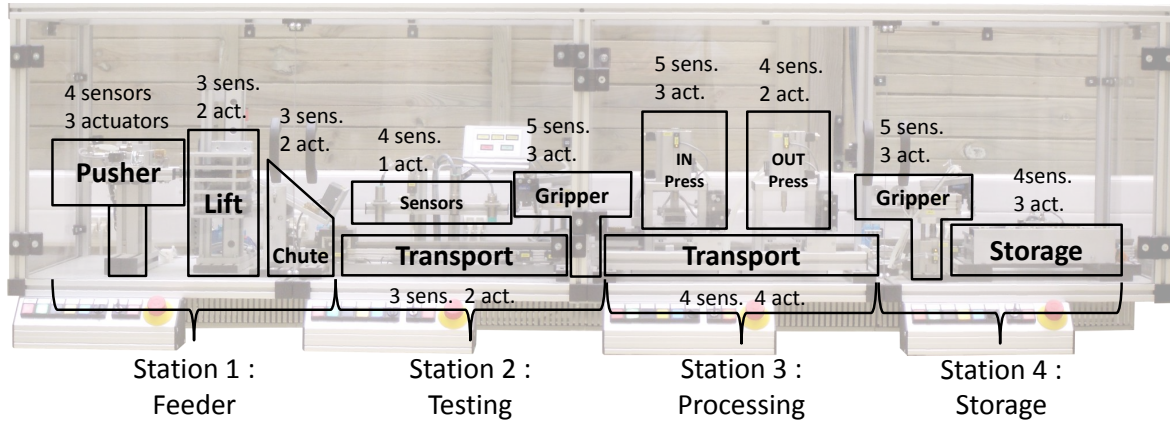 4 sensors
3 actuators
Pusher
3 sens.
2 act.
Lift
3 sens.
2 act.
Chute
4 sens.
1 act.
Sensors
5 sens.
3 act.
Gripper
Transport
3 sens. 2 act.
5 sens.
3 act.
IN
Press
4 sens.
2 act.
OUT
Press
Transport
4 sens. 4 act.
5 sens.
3 act.
Gripper
4sens.
3 act.
Storage
Station 1 :
Feeder
Station 2 :
Testing
Station 3 :
Processing
Station 4 :
Storage